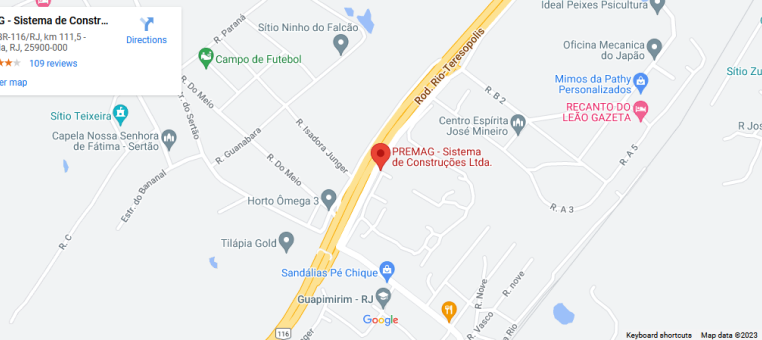 G - Sistema de Constr...
BR-116/RJ, km 111,5 -
a, RJ, 25900-000
109 reviews
er map
Directions
Sítio Ninho do Falcão
Ideal Peixes Psicultura
R. Paraná
Campo de Futebol
Rod. Rio-Teresópolis
Oficina Mecanica
do Japão
Sítio Zu
Mimos da Pathy
Personalizados
R. Do Meio
R B 2
RECANTO DO
LEÃO GAZETA
Sítio Teixeira
Estr. do Sertão
R. Isadora Junger
Centro Espírita
José Mineiro
R Jos
Capela Nossa Senhora
de Fátima - Sertão
R. Guanabara
R. Do Meio
PREMAG - Sistema
de Construções Ltda.
R. A 5
Estr. do Bananal
Horto Ômega 3
R. A 3
R. C
Tilápia Gold
Sandálias Pé Chique
R. Nove
R. nove
Guapimirim - RJ
Google
R. Vasco
Rio
116
R. Junger
Keyboard shortcuts
Map data ©2023